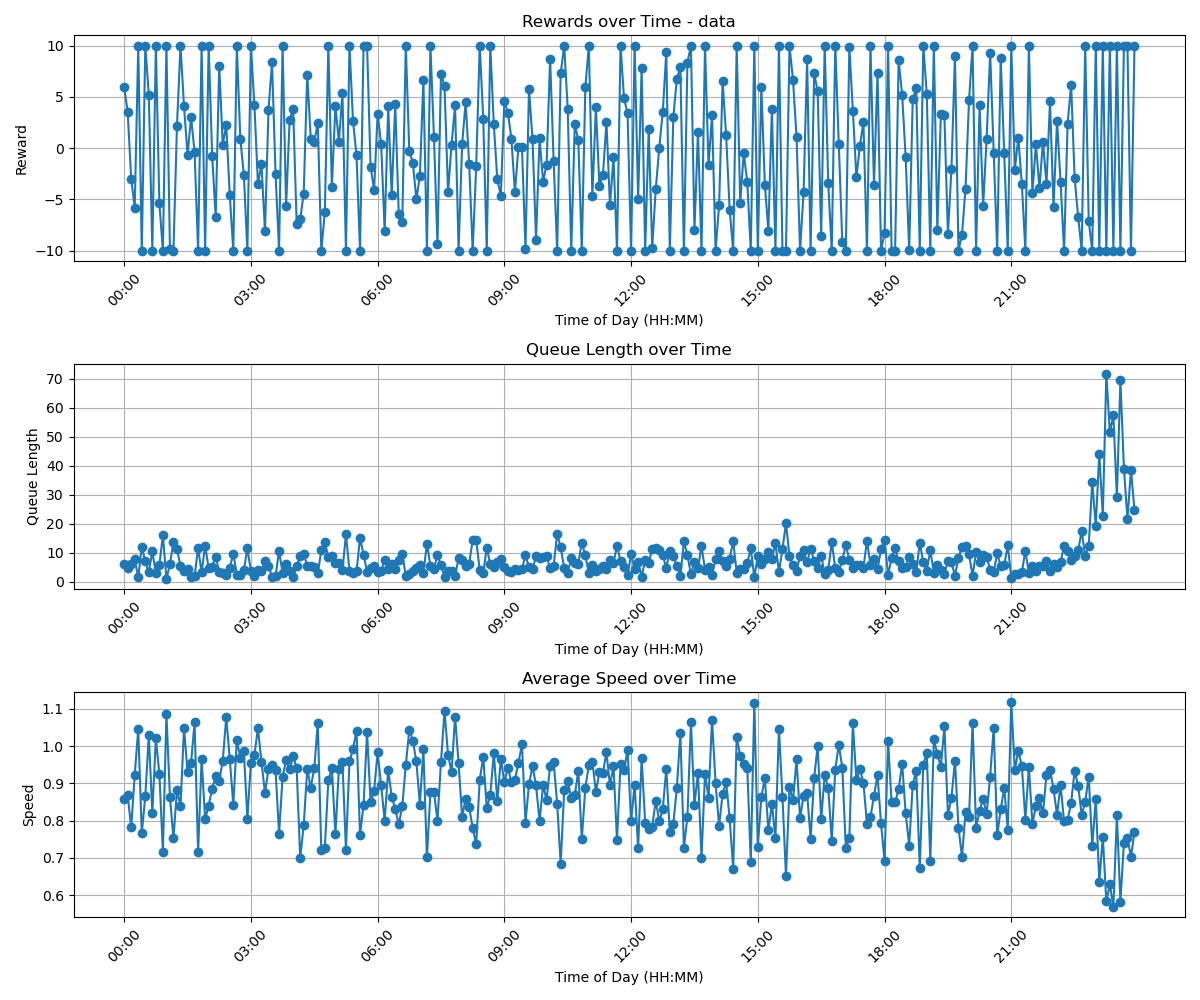 Rewards over Time - data
10
5
0
−5
−10
Reward
00:00 03:00 06:00 09:00 12:00 15:00 18:00 21:00
Time of Day (HH:MM)
Queue Length over Time
70
60
50
40
30
20
10
0
Queue Length
00:00 03:00 06:00 09:00 12:00 15:00 18:00 21:00
Time of Day (HH:MM)
Average Speed over Time
1.1
1.0
0.9
0.8
0.7
0.6
Speed
00:00 03:00 06:00 09:00 12:00 15:00 18:00 21:00
Time of Day (HH:MM)